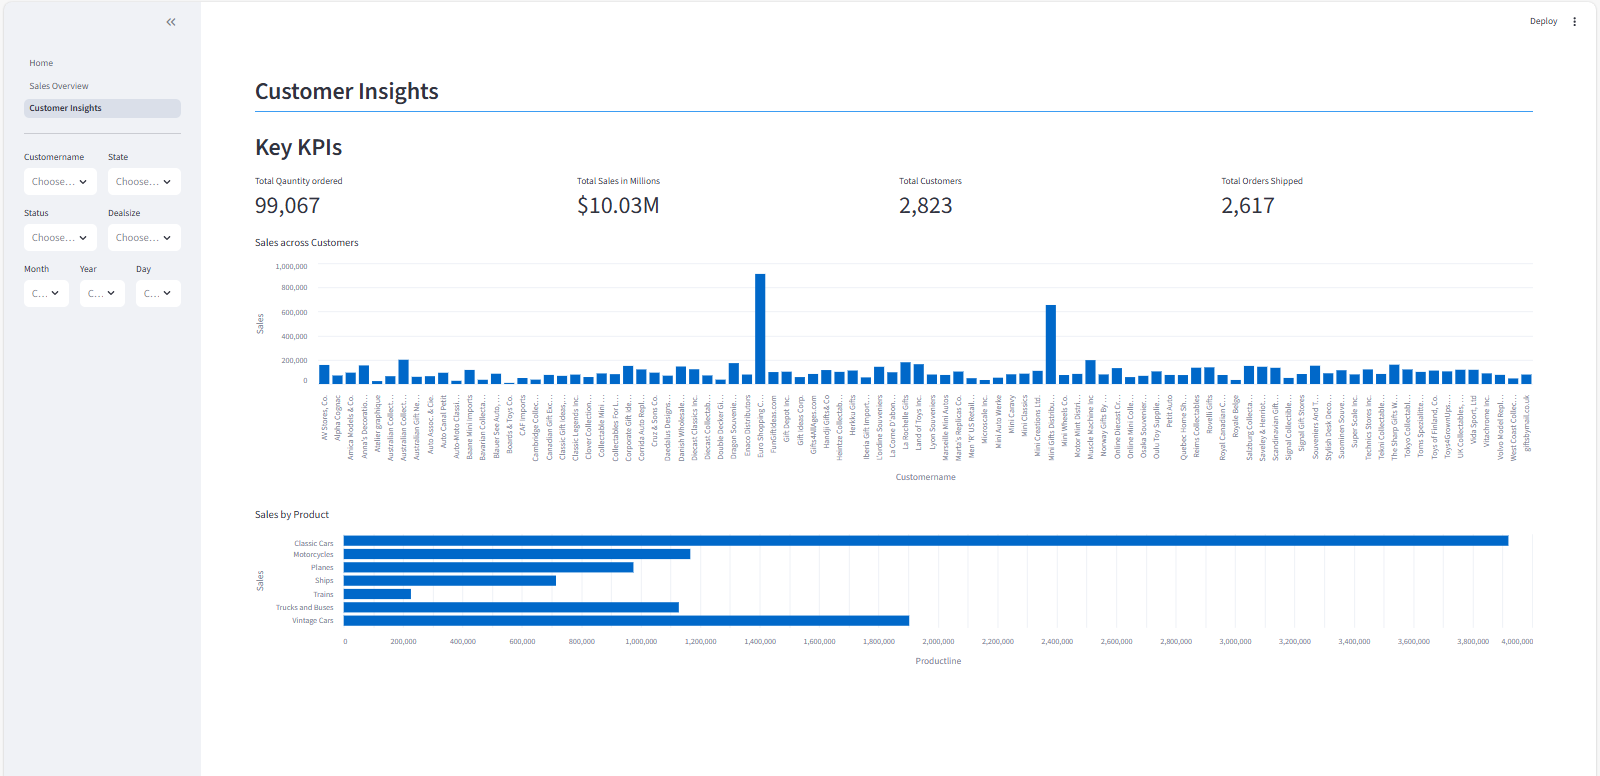 Deploy
Home
Sales Overview
Customer Insights
Customername State
Choose... Choose...
Status Dealsize
Choose... Choose...
Month Year Day
C... C... C...
Customer Insights
Key KPIs
Total Qauntity ordered
99,067
Total Sales in Millions
$10.03M
Total Customers
2,823
Total Orders Shipped
2,617
Sales across Customers
1,000,000
800,000
600,000
400,000
200,000
0
Sales
AV Stores, Co.
Alpha Cognac
Amica Models & Co.
Anna's Decoratio...
Atelier graphique
Australian Collect...
Australian Collect...
Australian Gift Ne...
Auto Assoc. & Cie.
Auto Canal Petit
Auto-Moto Classi...
Baane Mini Imports
Bavarian Collecta...
Blauer See Auto, ...
Boards & Toys Co.
CAF Imports
Cambridge Collec...
Canadian Gift Exc...
Classic Gift Ideas,...
Classic Legends Inc.
Clover Collection...
Collectable Mini ...
Collectables For L...
Corporate Gift Ide...
Corrida Auto Repl...
Cruz & Sons Co.
Daedalus Designs...
Danish Wholesale...
Diecast Classics Inc.
Diecast Collectab...
Double Decker Gi...
Dragon Souvenie...
Enaco Distributors
Euro Shopping C...
FunGiftIdeas.com
Gift Depot Inc.
Gift Ideas Corp.
Gifts4AllAges.com
Handy Gifts & Co
Heintze Collectab...
Herkku Gifts
Iberia Gift Import...
L'ordine Souveniers
La Corne D'abon...
La Rochelle Gifts
Land of Toys Inc.
Lyon Souveniers
Marseille Mini Autos
Marta's Replicas Co.
Men 'R' US Retail...
Microscale Inc.
Mini Auto Werke
Mini Caravy
Mini Classics
Mini Creations Ltd.
Mini Gifts Distribu...
Mini Wheels Co.
Motor Mint Distri...
Muscle Machine Inc
Norway Gifts By ...
Online Diecast Cr...
Online Mini Colle...
Osaka Souvenier...
Oulu Toy Supplie...
Petit Auto
Quebec Home Sh...
Reims Collectables
Rovelli Gifts
Royal Canadian C...
Royale Belge
Salzburg Collecta...
Saveley & Henriot...
Scandinavian Gift...
Signal Collectible...
Signal Gift Stores
Souveniers And T...
Stylish Desk Deco...
Suominen Souve...
Super Scale Inc.
Technics Stores Inc.
Tekni Collectable...
The Sharp Gifts W...
Tokyo Collectabl...
Toms Spezialitte...
Toys of Finland, Co.
Toys4GrownUps....
UK Collectables, ...
Vida Sport, Ltd
Vitachrome Inc.
Volvo Model Repl...
West Coast Collec...
giftsbymail.co.uk
Customername
Sales by Product
Sales
Classic Cars
Motorcycles
Planes
Ships
Trains
Trucks and Buses
Vintage Cars
0 200,000 400,000 600,000 800,000 1,000,000 1,200,000 1,400,000 1,600,000 1,800,000 2,000,000 2,200,000 2,400,000 2,600,000 2,800,000 3,000,000 3,200,000 3,400,000 3,600,000 3,800,000 4,000,000
Productline